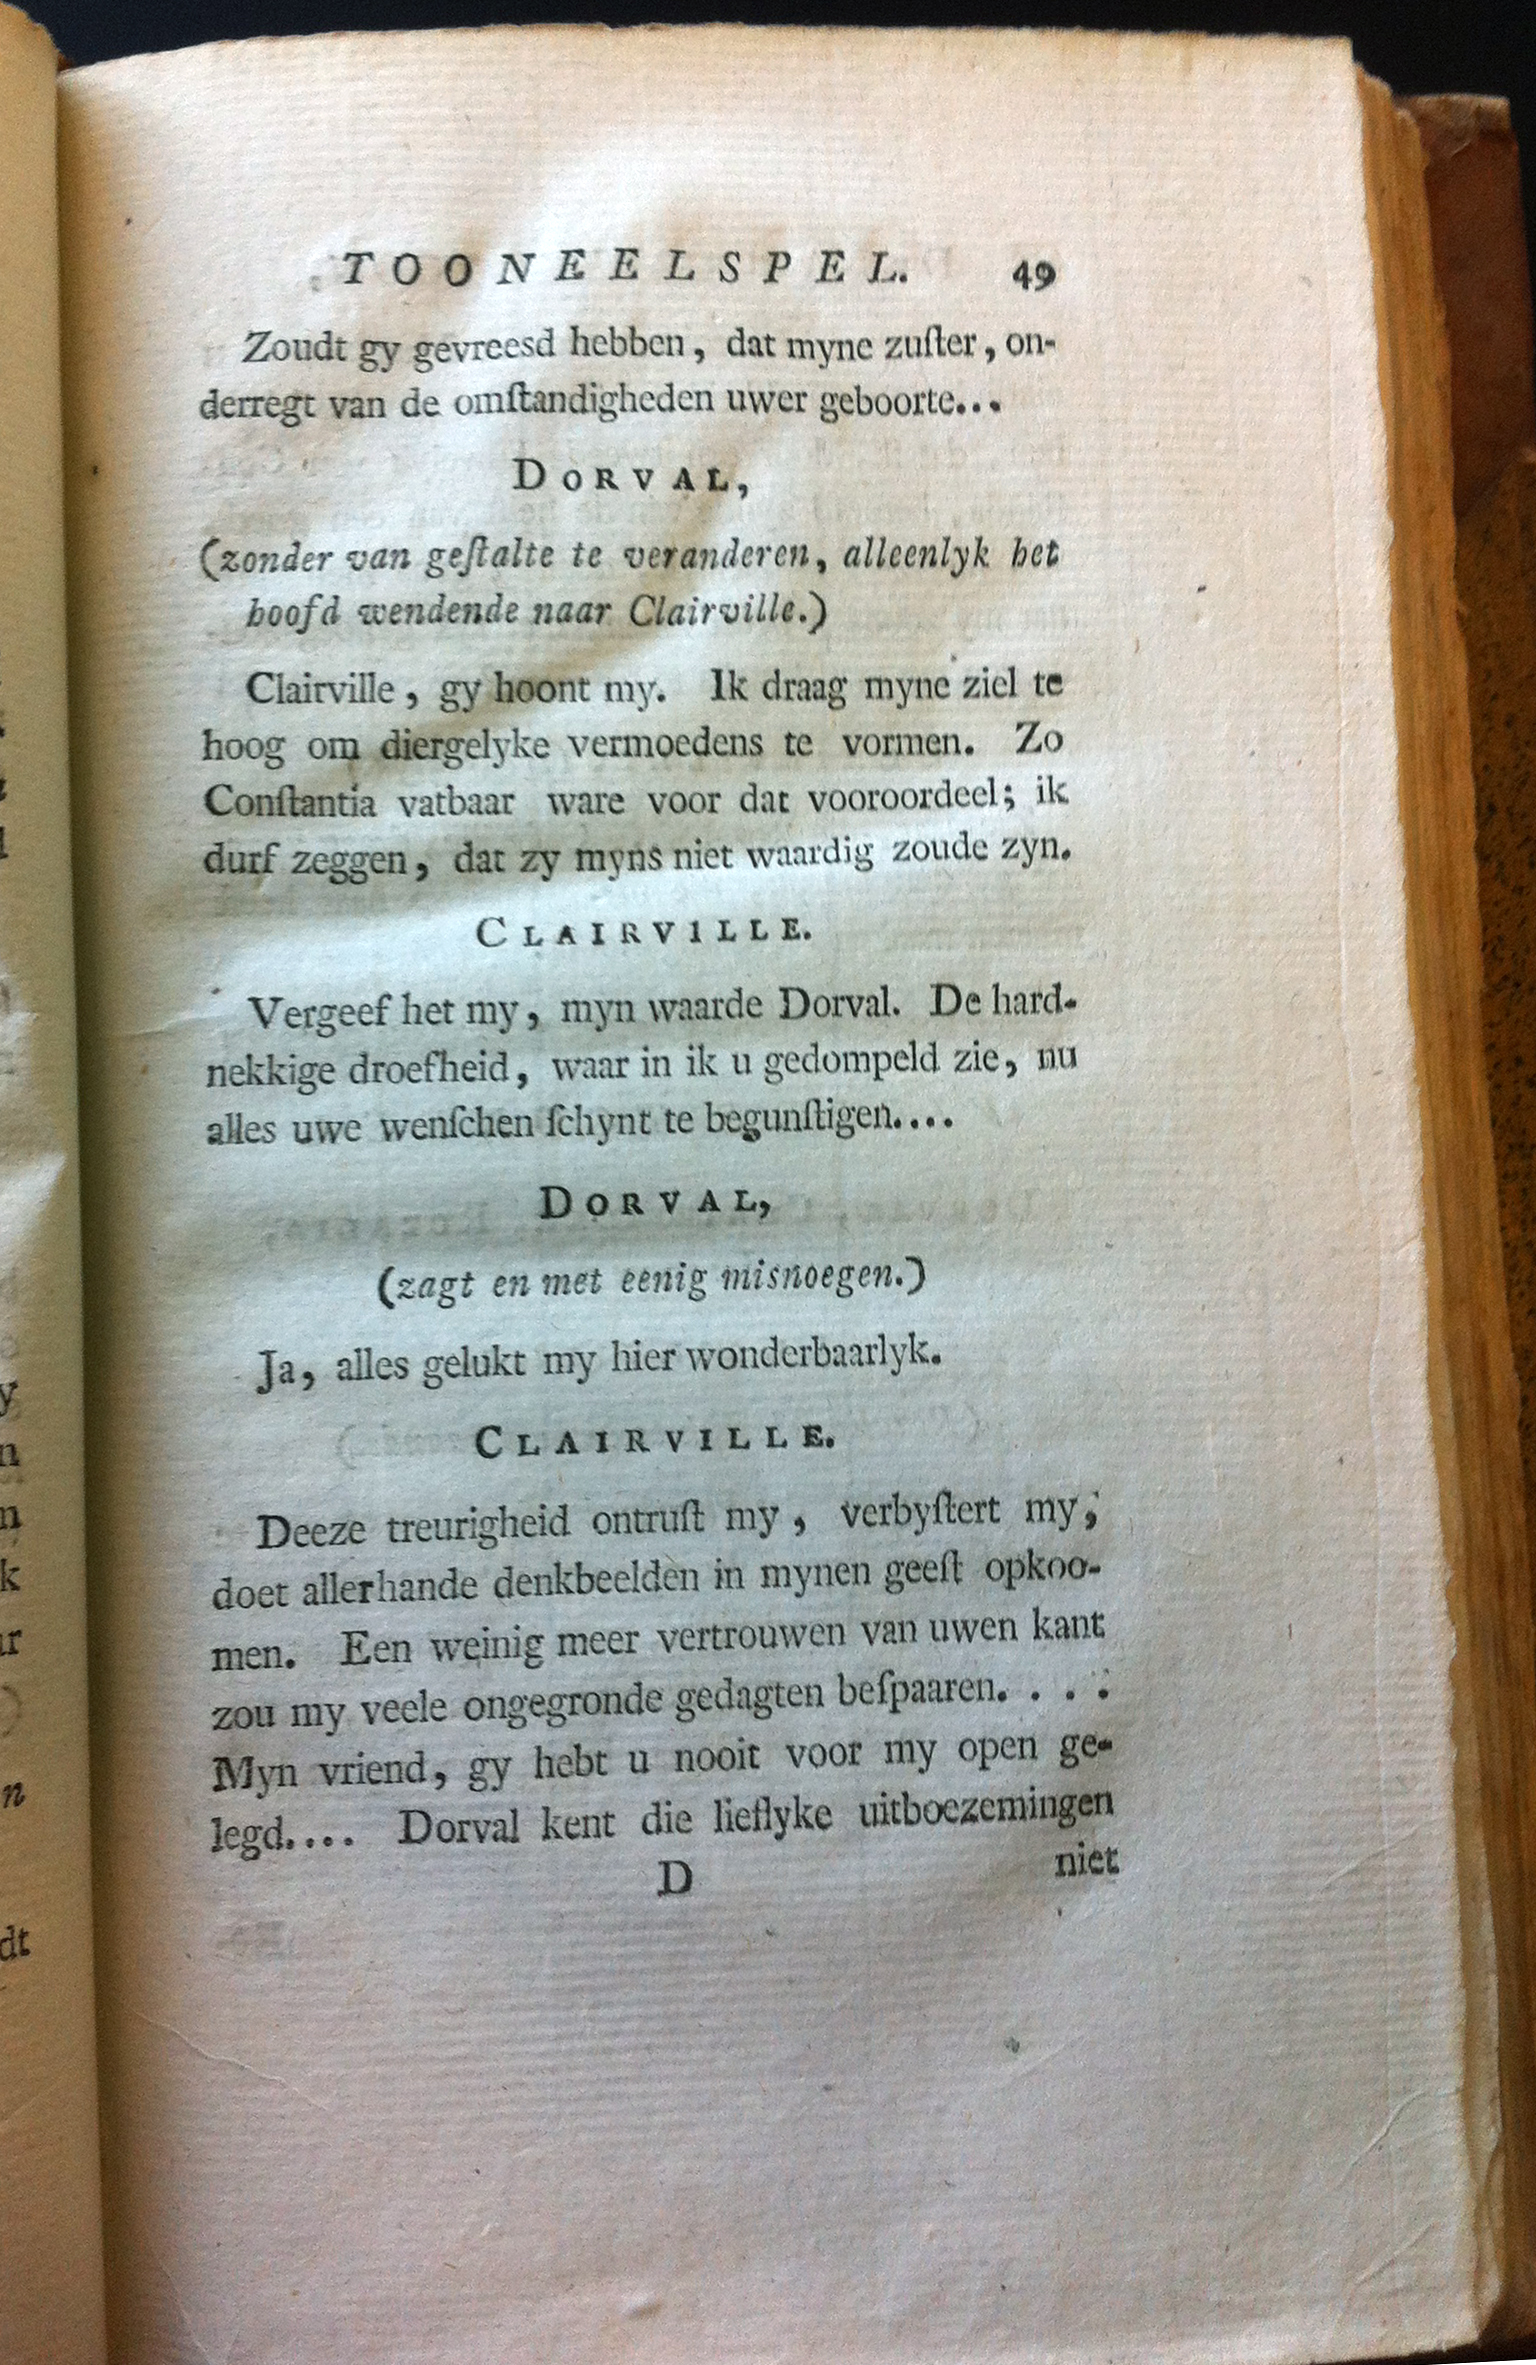 TOONEELSPEL. 49
Zoudt gy gevreesd hebben, dat myne zuſter, on-
derregt van de omſtandigheden uwer geboorte...
DORVAL,
(zonder van geſtalte te veranderen, alleenlyk het
hoofd wendende naar Clairville.)
Clairville, gy hoont my. Ik draag myne ziel te
hoog om diergelyke vermoedens te vormen. Zo
Conſtantia vatbaar ware voor dat vooroordeel; ik
durf zeggen, dat zy myns niet waardig zoude zyn.
CLAIRVILLE.
Vergeef het my, myn waarde Dorval. De hard-
nekkige droefheid, waar in ik u gedompeld zie, nu
alles uwe wenſchen ſchynt te begunſtigen....
DORVAL,
(zagt en met eenig misnoegen.)
Ja, alles gelukt my hier wonderbaarlyk.
CLAIRVILLE.
Deeze treurigheid ontruſt my, verbyſtert my,
doet allerhande denkbeelden in mynen geeſt opkoo-
men. Een weinig meer vertrouwen van uwen kant
zou my veele ongegronde gedagten beſpaaren. . . .
Myn vriend, gy hebt u nooit voor my open ge-
legd.... Dorval kent die lieflyke uitboezemingen
D niet